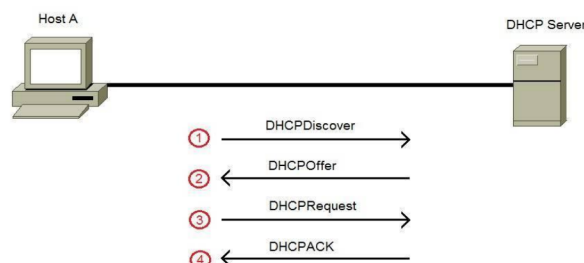 Host A
DHCP Server
1 DHCPDiscover
2 DHCPOffer
3 DHCPRequest
4 DHCPACK